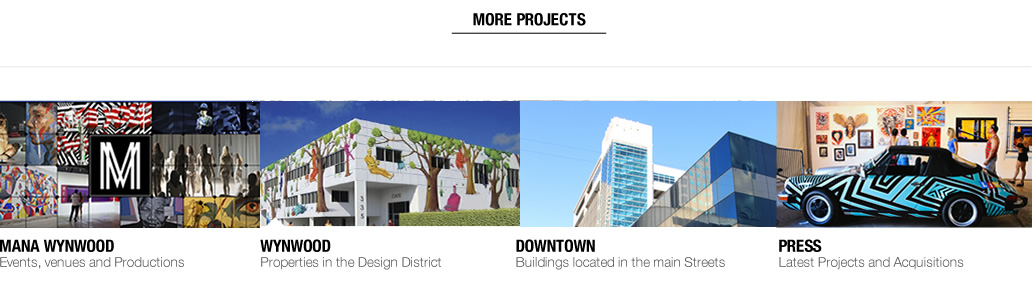 MORE PROJECTS
M
335
MANA WYNWOOD
Events, venues and Productions
WYNWOOD
Properties in the Design District
DOWNTOWN
Buildings located in the main Streets
PRESS
Latest Projects and Acquisitions